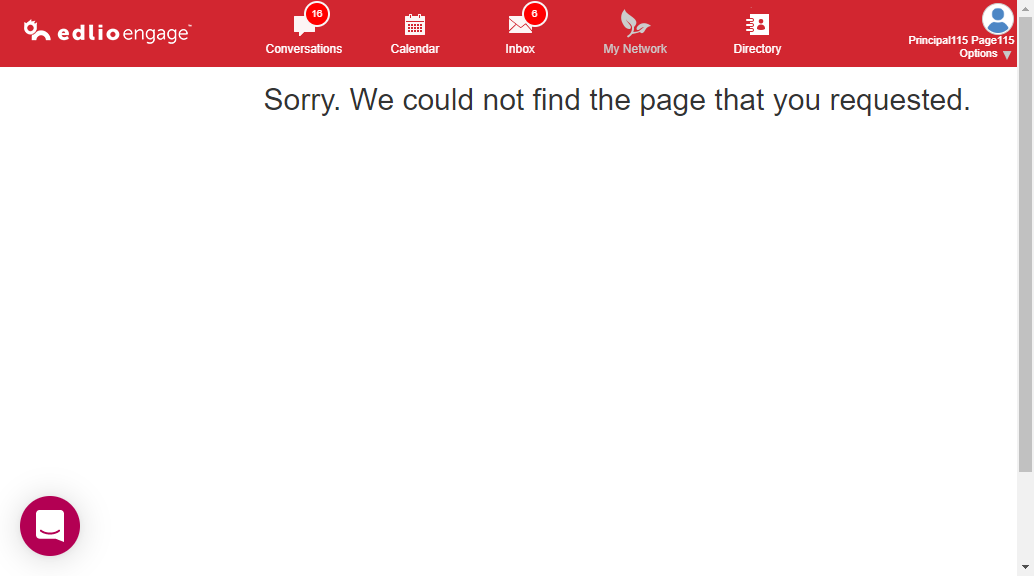 edlio engage™
16
Conversations
Calendar
6
Inbox
My Network
Directory
Principal115 Page115
Options ▼
Sorry. We could not find the page that you requested.